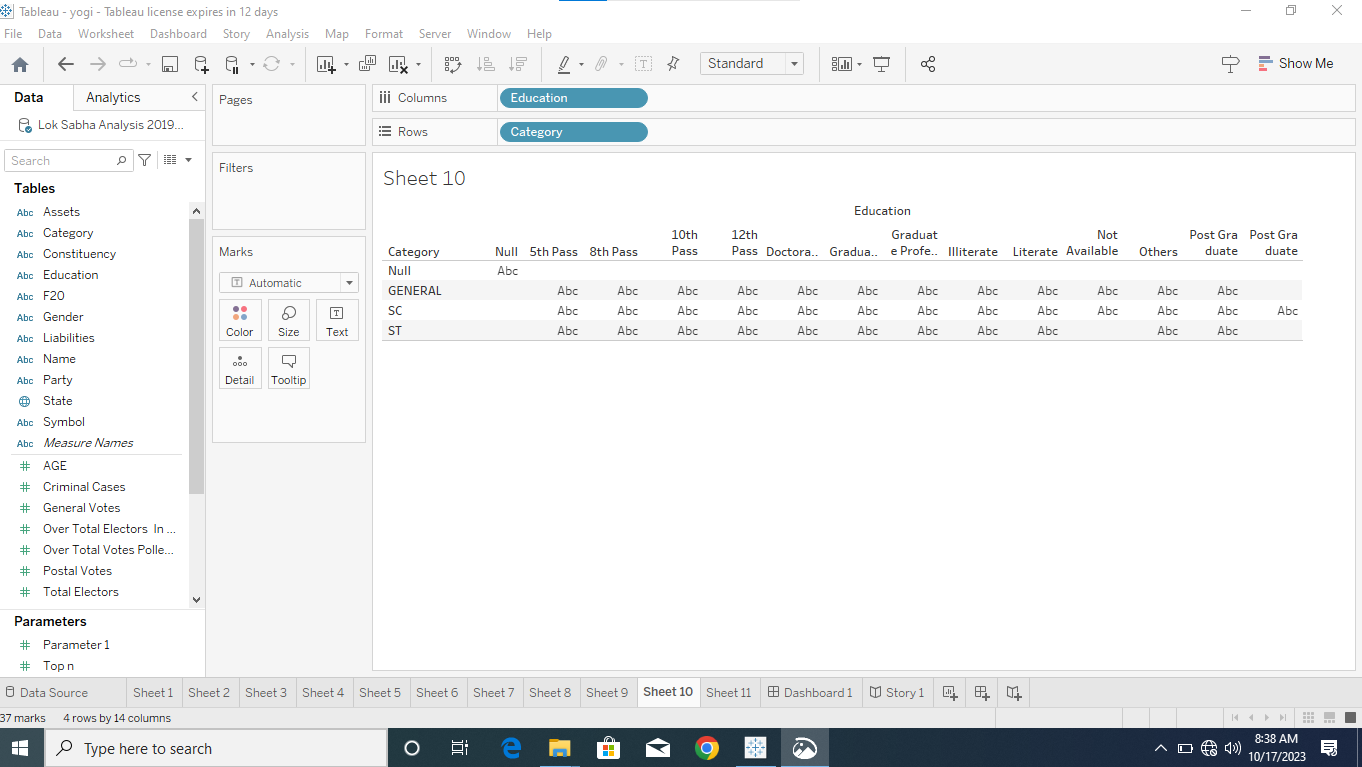 Tableau - yogi - Tableau license expires in 12 days
File Data Worksheet Dashboard Story Analysis Map Format Server Window Help
Standard
Show Me
Data Analytics
Lok Sabha Analysis 2019...
Search
Tables
Abc Assets
Abc Category
Abc Constituency
Abc Education
Abc F20
Abc Gender
Abc Liabilities
Abc Name
Abc Party
State
Abc Symbol
Abc Measure Names
# AGE
# Criminal Cases
# General Votes
# Over Total Electors In ...
# Over Total Votes Polle...
# Postal Votes
# Total Electors
Parameters
# Parameter 1
# Top n
Pages
Filters
Marks
T Automatic
Color Size Text
Detail Tooltip
Columns Education
Rows Category
Sheet 10
Education
Category Null 5th Pass 8th Pass 10th Pass 12th Pass Doctora.. Gradua.. Graduat e Profe.. Illiterate Literate Not Available Others Post Gra duate Post Gra duate
Null Abc
GENERAL Abc Abc Abc Abc Abc Abc Abc Abc Abc Abc Abc Abc
SC Abc Abc Abc Abc Abc Abc Abc Abc Abc Abc Abc Abc Abc
ST Abc Abc Abc Abc Abc Abc Abc Abc Abc Abc Abc
Data Source Sheet 1 Sheet 2 Sheet 3 Sheet 4 Sheet 5 Sheet 6 Sheet 7 Sheet 8 Sheet 9 Sheet 10 Sheet 11 Dashboard 1 Story 1
37 marks 4 rows by 14 columns
Type here to search
8:38 AM
10/17/2023